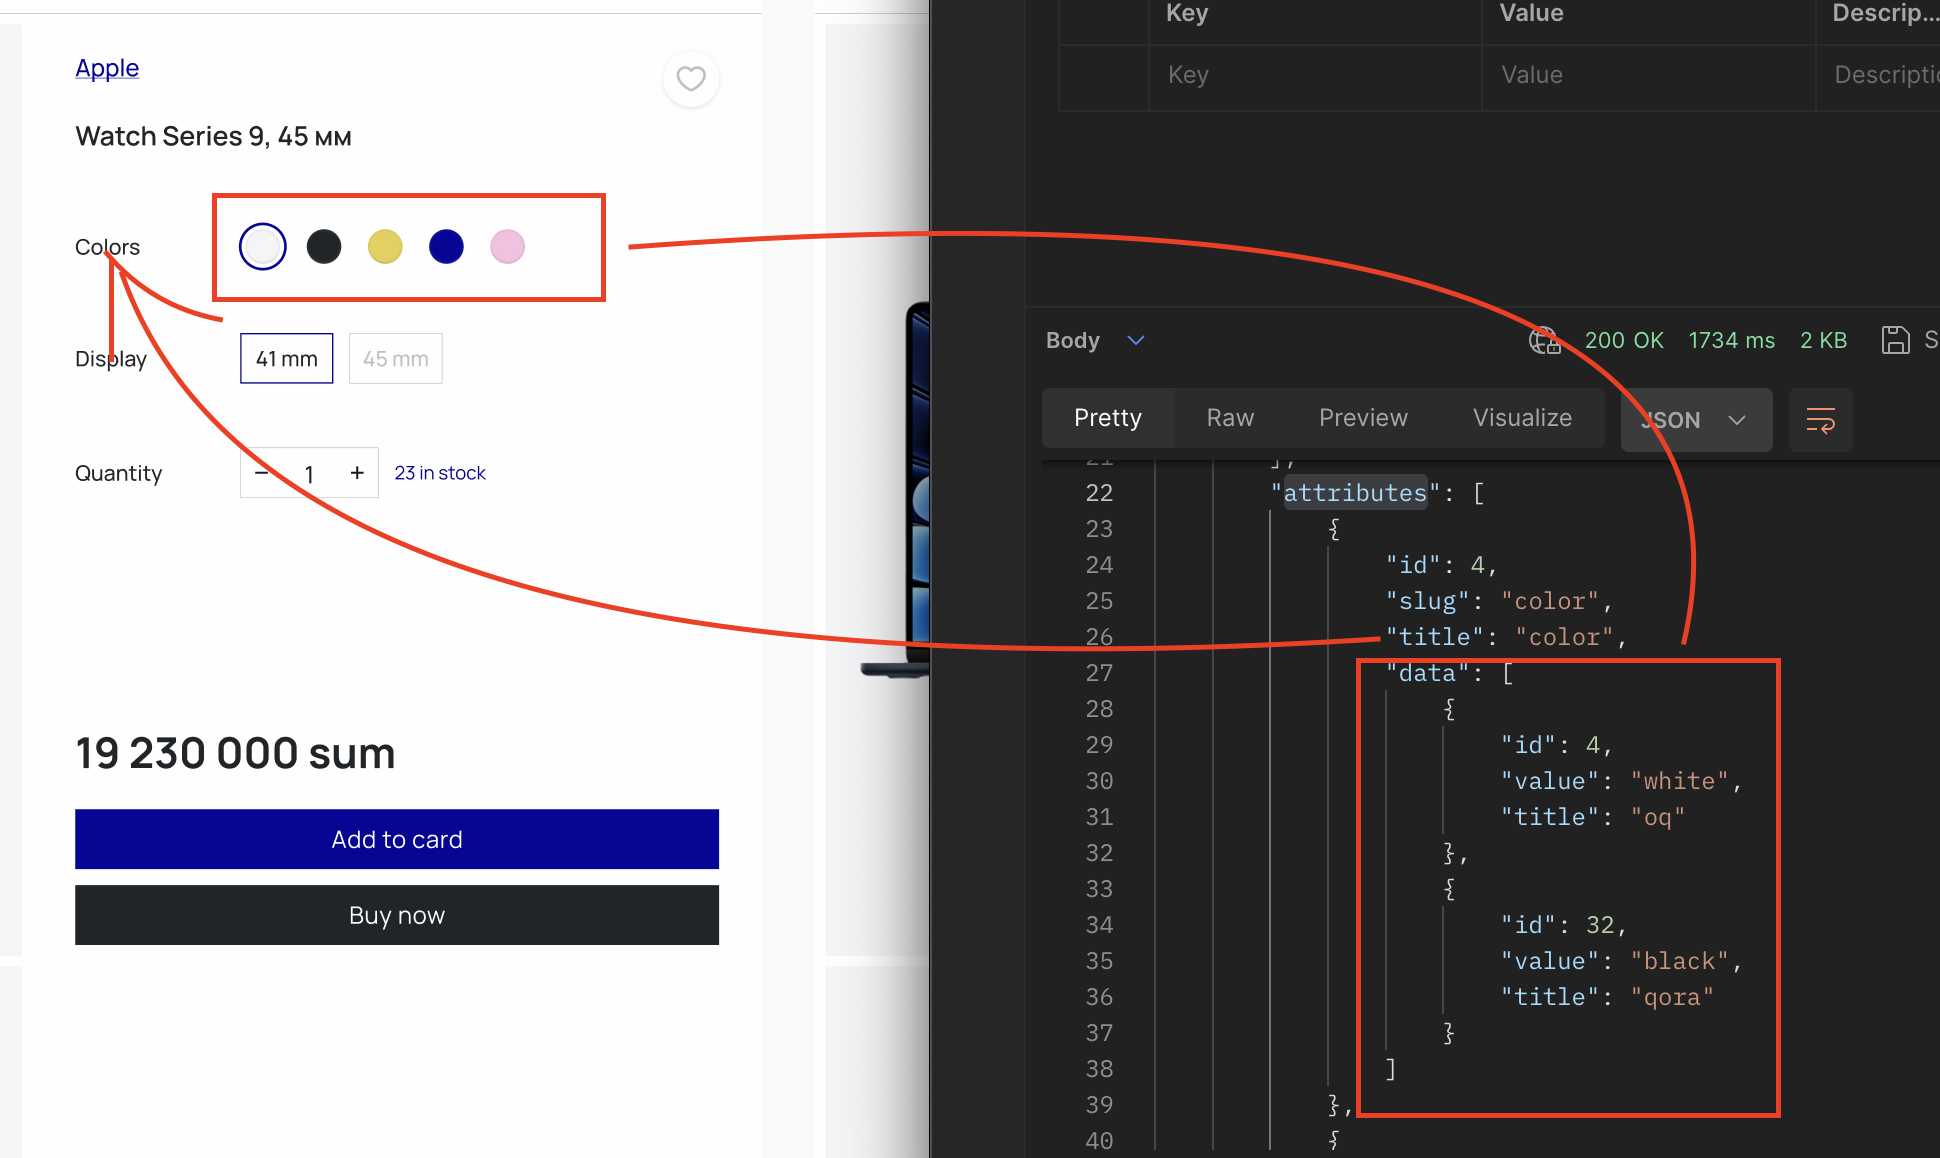 Apple
Watch Series 9, 45 мм
Colors
Display
41 mm
45 mm
Quantity
− 1 +
23 in stock
19 230 000 sum
Add to card
Buy now
Key Value Descrip...
Key Value Descriptio
Body 200 OK 1734 ms 2 KB S
Pretty Raw Preview Visualize JSON
21 ],
22 "attributes": [
23 {
24 "id": 4,
25 "slug": "color",
26 "title": "color",
27 "data": [
28 {
29 "id": 4,
30 "value": "white",
31 "title": "oq"
32 },
33 {
34 "id": 32,
35 "value": "black",
36 "title": "qora"
37 }
38 ]
39 },
40 {